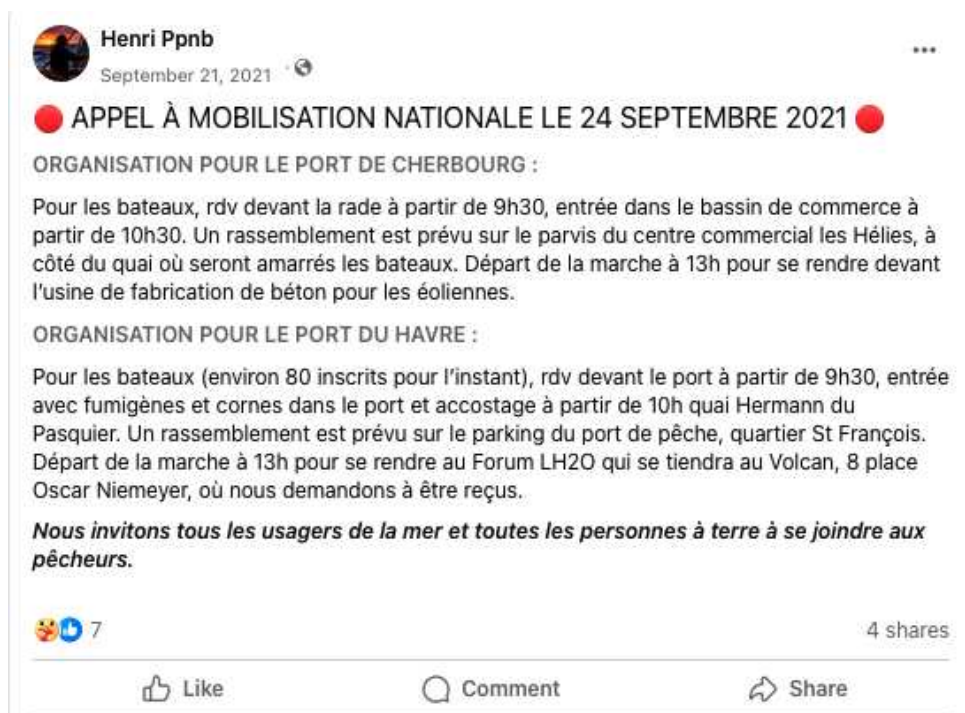 Henri Ppnb
September 21, 2021 ·
🔴 APPEL À MOBILISATION NATIONALE LE 24 SEPTEMBRE 2021 🔴
ORGANISATION POUR LE PORT DE CHERBOURG :
Pour les bateaux, rdv devant la rade à partir de 9h30, entrée dans le bassin de commerce à
partir de 10h30. Un rassemblement est prévu sur le parvis du centre commercial les Hélies, à
côté du quai où seront amarrés les bateaux. Départ de la marche à 13h pour se rendre devant
l'usine de fabrication de béton pour les éoliennes.
ORGANISATION POUR LE PORT DU HAVRE :
Pour les bateaux (environ 80 inscrits pour l'instant), rdv devant le port à partir de 9h30, entrée
avec fumigènes et cornes dans le port et accostage à partir de 10h quai Hermann du
Pasquier. Un rassemblement est prévu sur le parking du port de pêche, quartier St François.
Départ de la marche à 13h pour se rendre au Forum LH2O qui se tiendra au Volcan, 8 place
Oscar Niemeyer, où nous demandons à être reçus.
Nous invitons tous les usagers de la mer et toutes les personnes à terre à se joindre aux
pêcheurs.
7
4 shares
Like
Comment
Share